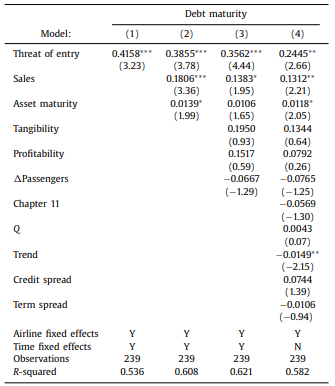 Debt maturity
Model: (1) (2) (3) (4)
Threat of entry 0.4158*** 0.3855*** 0.3562*** 0.2445**
(3.23) (3.78) (4.44) (2.66)
Sales 0.1806*** 0.1383* 0.1312**
(3.36) (1.95) (2.21)
Asset maturity 0.0139* 0.0106 0.0118*
(1.99) (1.65) (2.05)
Tangibility 0.1950 0.1344
(0.93) (0.64)
Profitability 0.1517 0.0792
(0.59) (0.26)
ΔPassengers −0.0667 −0.0765
(−1.29) (−1.25)
Chapter 11 −0.0569
(−1.30)
Q 0.0043
(0.07)
Trend −0.0149**
(−2.15)
Credit spread 0.0744
(1.39)
Term spread −0.0106
(−0.94)
Airline fixed effects Y Y Y Y
Time fixed effects Y Y Y N
Observations 239 239 239 239
R-squared 0.536 0.608 0.621 0.582